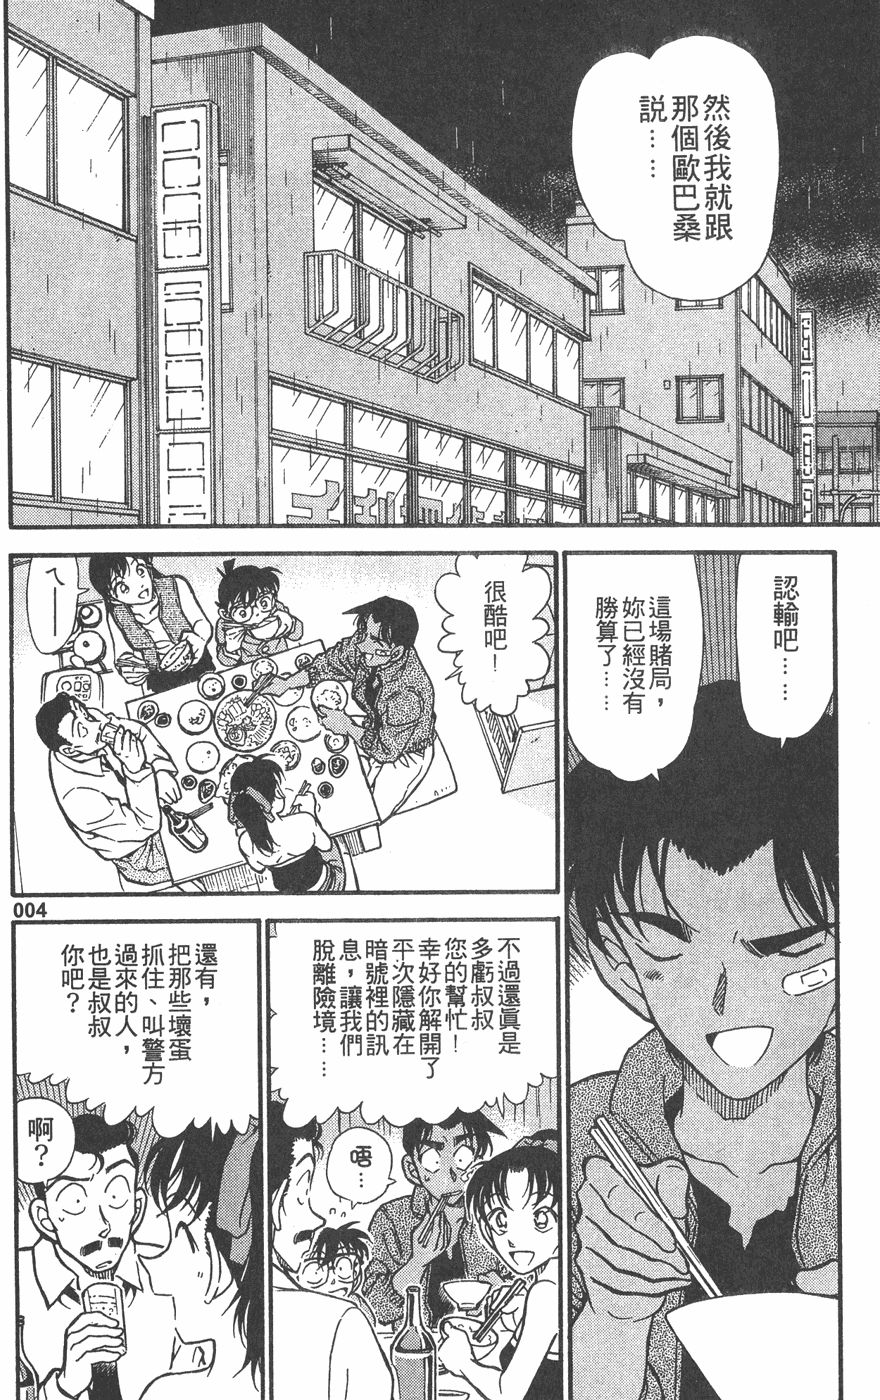 然後我就跟
那個歐巴桑
説……
認輸吧……
這場賭局，
妳已經沒有
勝算了……
很酷吧！
ㄟ——
不過還真是
多虧叔叔
您的幫忙！
幸好你解開了
平次隱藏在
暗號裡的訊
息，讓我們
脫離險境……
唔…
還有，
把那些壞蛋
抓住、叫警方
過來的人，
也是叔叔
你吧？
啊？
004